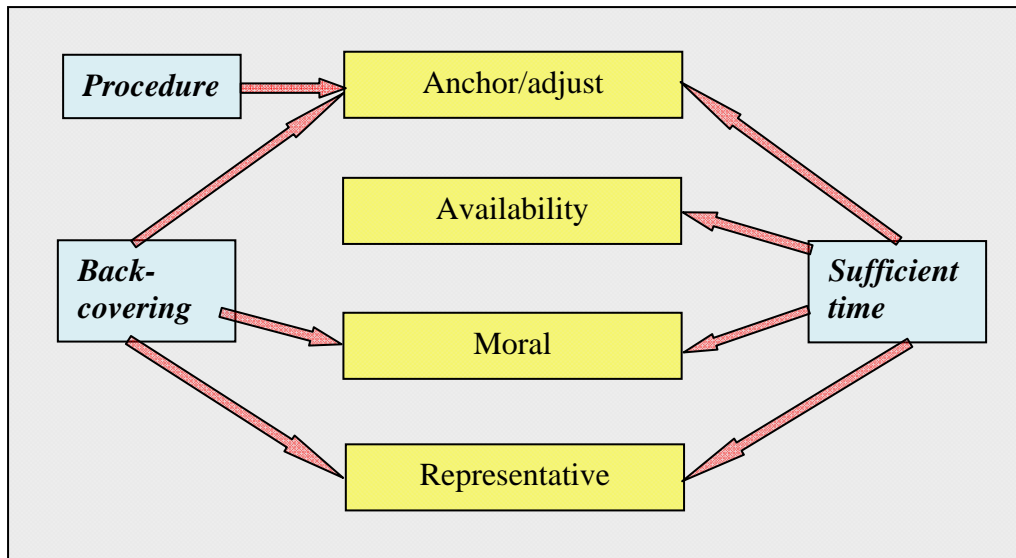 Procedure
Anchor/adjust
Availability
Back-
covering
Sufficient
time
Moral
Representative